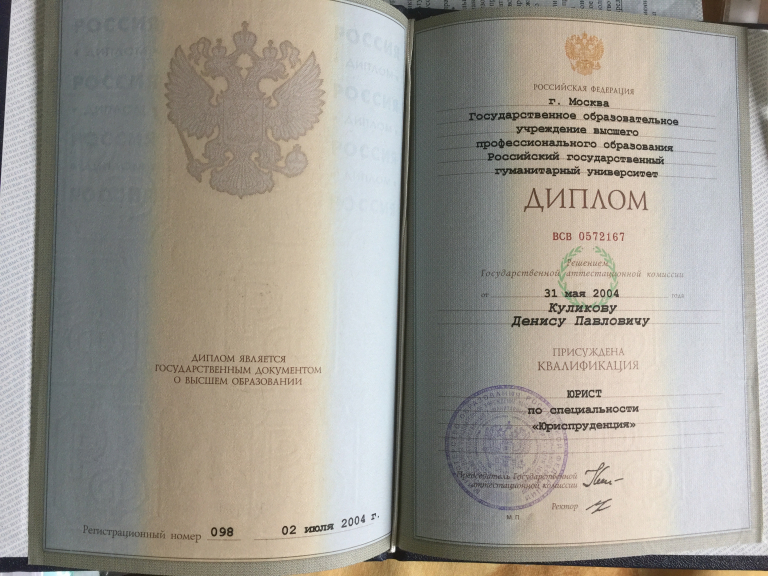 ДИПЛОМ ЯВЛЯЕТСЯ
ГОСУДАРСТВЕННЫМ ДОКУМЕНТОМ
О ВЫСШЕМ ОБРАЗОВАНИИ
Регистрационный номер 098 02 июля 2004 г.
РОССИЙСКАЯ ФЕДЕРАЦИЯ
г. Москва
Государственное образовательное
учреждение высшего
профессионального образования
Российский государственный
гуманитарный университет
ДИПЛОМ
ВСВ 0572167
Решением
Государственной аттестационной комиссии
от 31 мая 2004 года
Куликову
Денису Павловичу
ПРИСУЖДЕНА
КВАЛИФИКАЦИЯ
ЮРИСТ
по специальности
«Юриспруденция»
Председатель Государственной
аттестационной комиссии
Ректор
М.П.